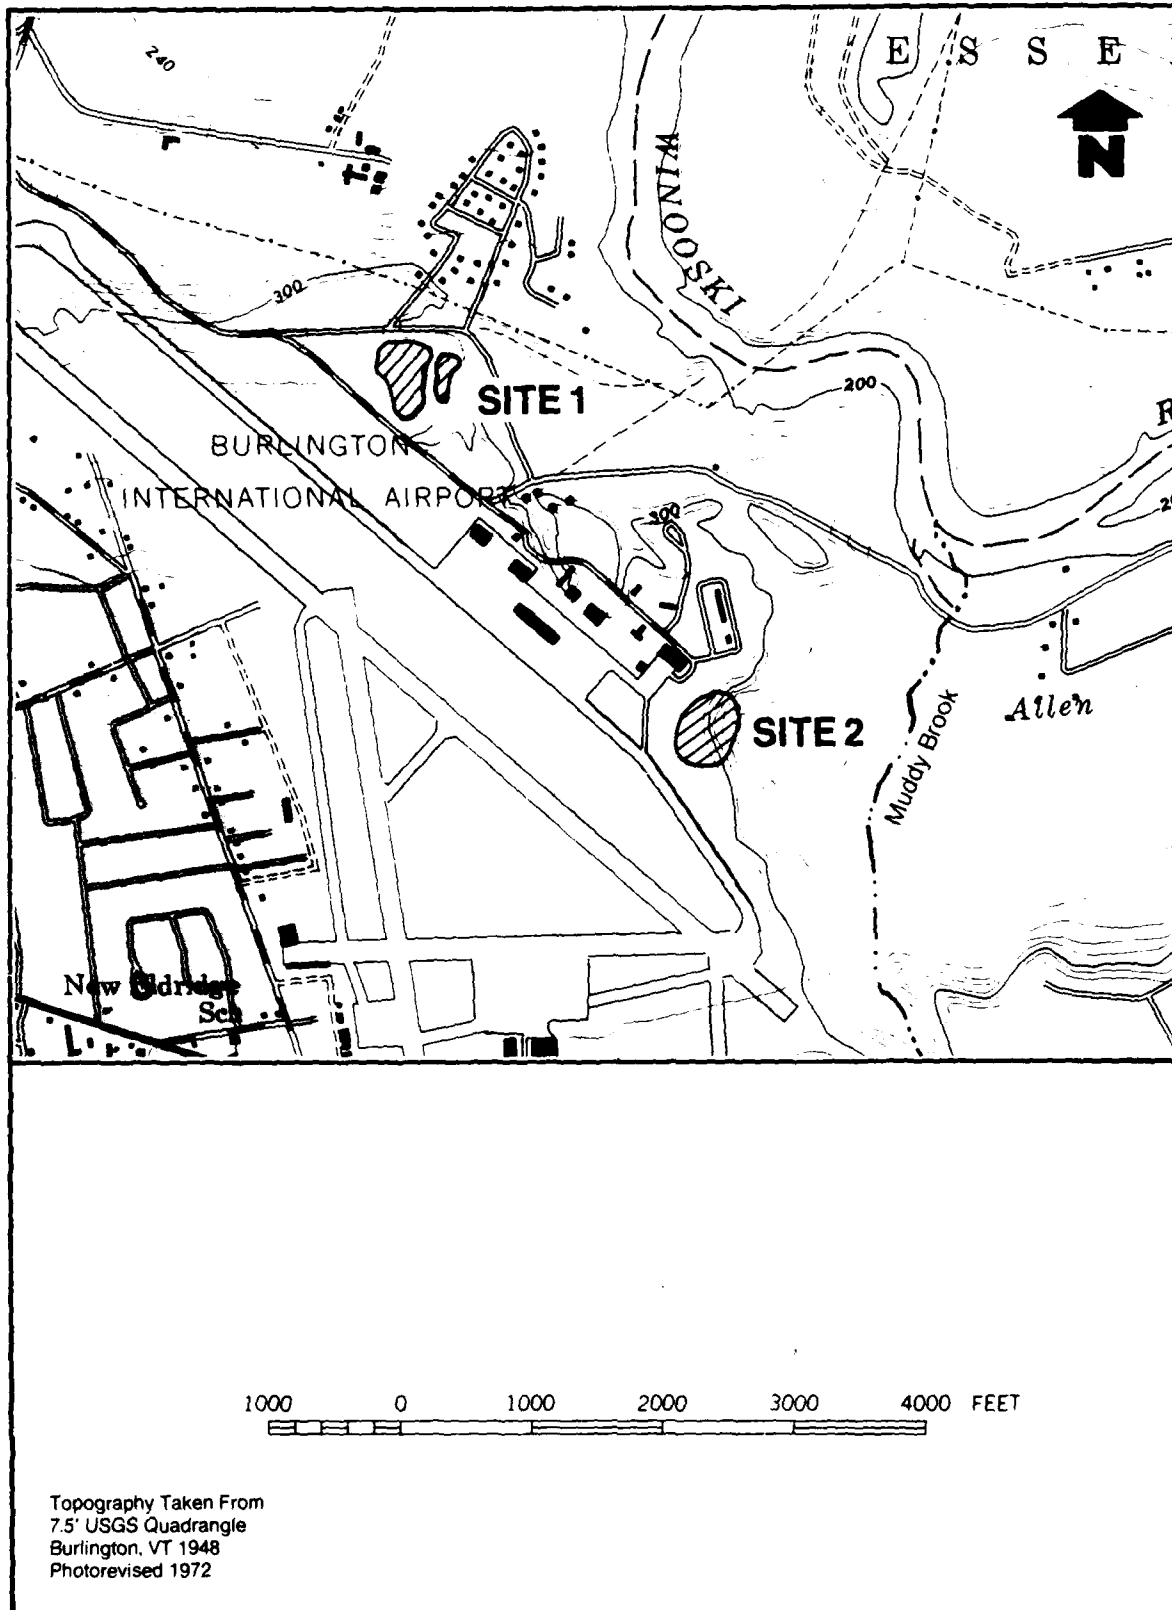 240
E S S E
N
WINOOSKI
300
SITE 1
200
R
BURLINGTON
INTERNATIONAL AIRPORT
300
20
Allen
SITE 2
Muddy Brook
New
Sch
1000 0 1000 2000 3000 4000 FEET
Topography Taken From
7.5' USGS Quadrangle
Burlington, VT 1948
Photorevised 1972